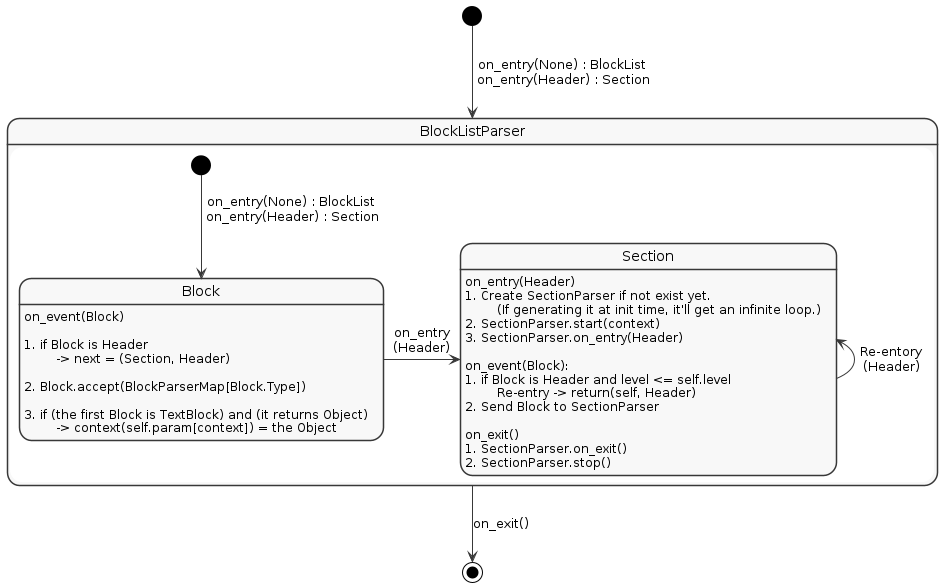 on_entry(None) : BlockList
on_entry(Header) : Section
BlockListParser
on_entry(None) : BlockList
on_entry(Header) : Section
Block
on_event(Block)
1. if Block is Header
-> next = (Section, Header)
2. Block.accept(BlockParserMap[Block.Type])
3. if (the first Block is TextBlock) and (it returns Object)
-> context(self.param[context]) = the Object
on_entry
(Header)
Section
on_entry(Header)
1. Create SectionParser if not exist yet.
(If generating it at init time, it'll get an infinite loop.)
2. SectionParser.start(context)
3. SectionParser.on_entry(Header)
on_event(Block):
1. if Block is Header and level <= self.level
Re-entry -> return(self, Header)
2. Send Block to SectionParser
on_exit()
1. SectionParser.on_exit()
2. SectionParser.stop()
Re-entory
(Header)
on_exit()